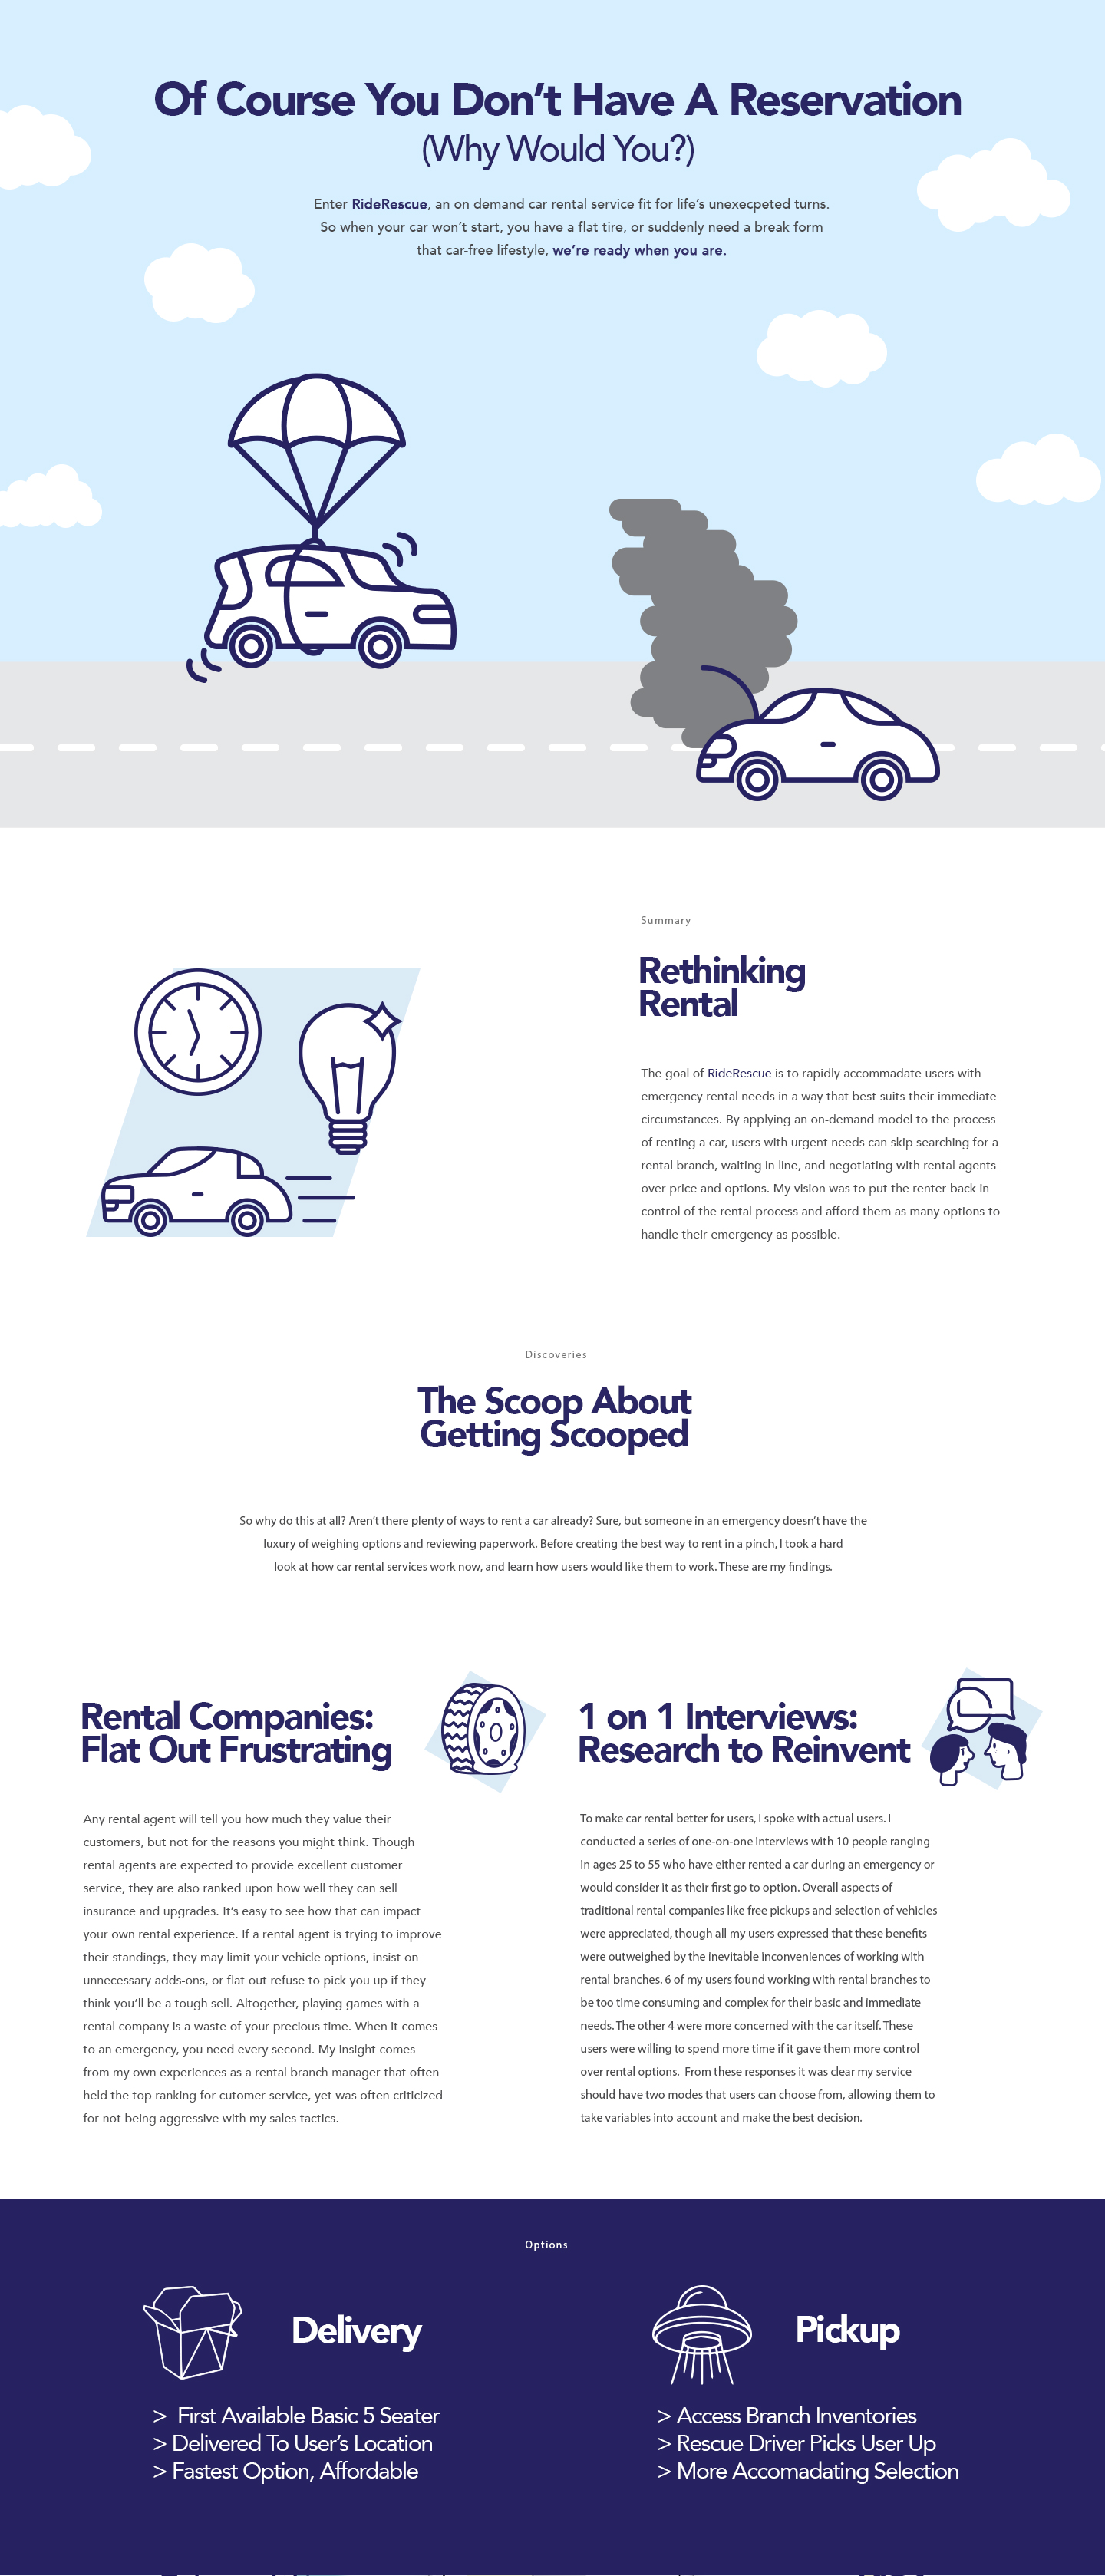 Of Course You Don’t Have A Reservation
(Why Would You?)
Enter RideRescue, an on demand car rental service fit for life’s unexecpeted turns.
So when your car won’t start, you have a flat tire, or suddenly need a break form
that car-free lifestyle, we’re ready when you are.
Summary
Rethinking
Rental
The goal of RideRescue is to rapidly accommadate users with
emergency rental needs in a way that best suits their immediate
circumstances. By applying an on-demand model to the process
of renting a car, users with urgent needs can skip searching for a
rental branch, waiting in line, and negotiating with rental agents
over price and options. My vision was to put the renter back in
control of the rental process and afford them as many options to
handle their emergency as possible.
Discoveries
The Scoop About
Getting Scooped
So why do this at all? Aren’t there plenty of ways to rent a car already? Sure, but someone in an emergency doesn’t have the
luxury of weighing options and reviewing paperwork. Before creating the best way to rent in a pinch, I took a hard
look at how car rental services work now, and learn how users would like them to work. These are my findings.
Rental Companies:
Flat Out Frustrating
Any rental agent will tell you how much they value their
customers, but not for the reasons you might think. Though
rental agents are expected to provide excellent customer
service, they are also ranked upon how well they can sell
insurance and upgrades. It’s easy to see how that can impact
your own rental experience. If a rental agent is trying to improve
their standings, they may limit your vehicle options, insist on
unnecessary adds-ons, or flat out refuse to pick you up if they
think you’ll be a tough sell. Altogether, playing games with a
rental company is a waste of your precious time. When it comes
to an emergency, you need every second. My insight comes
from my own experiences as a rental branch manager that often
held the top ranking for cutomer service, yet was often criticized
for not being aggressive with my sales tactics.
1 on 1 Interviews:
Research to Reinvent
To make car rental better for users, I spoke with actual users. I
conducted a series of one-on-one interviews with 10 people ranging
in ages 25 to 55 who have either rented a car during an emergency or
would consider it as their first go to option. Overall aspects of
traditional rental companies like free pickups and selection of vehicles
were appreciated, though all my users expressed that these benefits
were outweighed by the inevitable inconveniences of working with
rental branches. 6 of my users found working with rental branches to
be too time consuming and complex for their basic and immediate
needs. The other 4 were more concerned with the car itself. These
users were willing to spend more time if it gave them more control
over rental options.  From these responses it was clear my service
should have two modes that users can choose from, allowing them to
take variables into account and make the best decision.
Options
Delivery
>  First Available Basic 5 Seater
> Delivered To User’s Location
> Fastest Option, Affordable
Pickup
> Access Branch Inventories
> Rescue Driver Picks User Up
> More Accomadating Selection